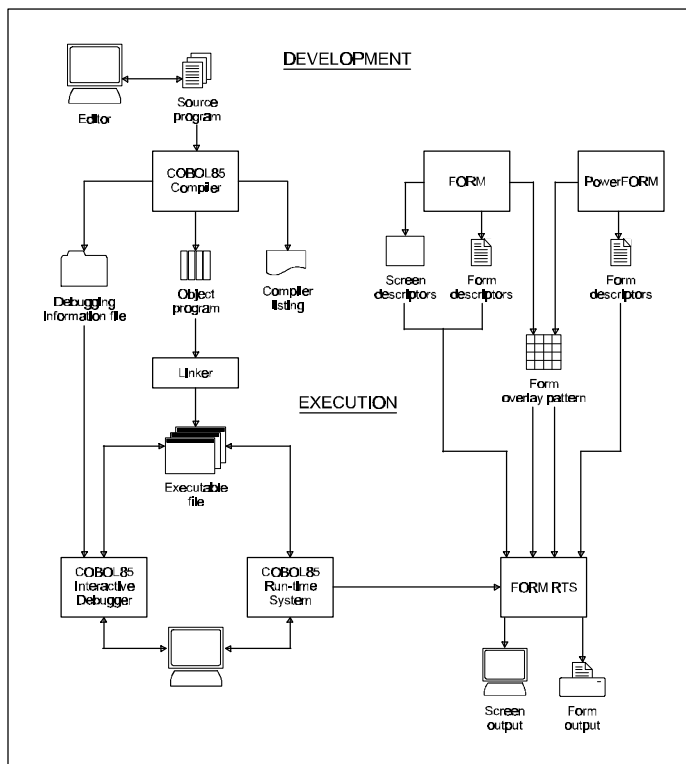 DEVELOPMENT
Editor
Source
program
COBOL85
Compiler
FORM
PowerFORM
Debugging
Information file
Object
program
Compiler
listing
Screen
descriptors
Form
descriptors
Form
descriptors
Linker
Form
overlay pattern
EXECUTION
Executable
file
COBOL85
Interactive
Debugger
COBOL85
Run-time
System
FORM RTS
Screen
output
Form
output